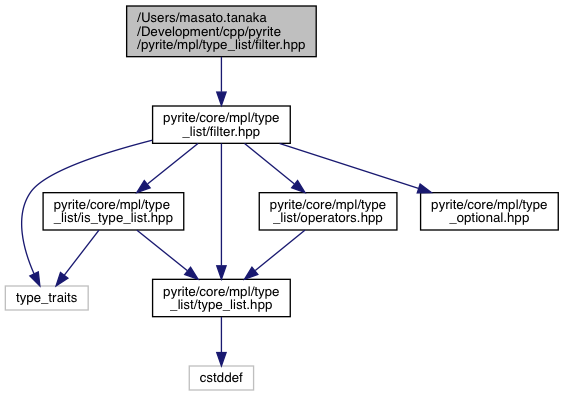 /Users/masato.tanaka
/Development/cpp/pyrite
/pyrite/mpl/type_list/filter.hpp
pyrite/core/mpl/type
_list/filter.hpp
pyrite/core/mpl/type
_list/is_type_list.hpp
pyrite/core/mpl/type
_list/operators.hpp
pyrite/core/mpl/type
_optional.hpp
type_traits
pyrite/core/mpl/type
_list/type_list.hpp
cstddef